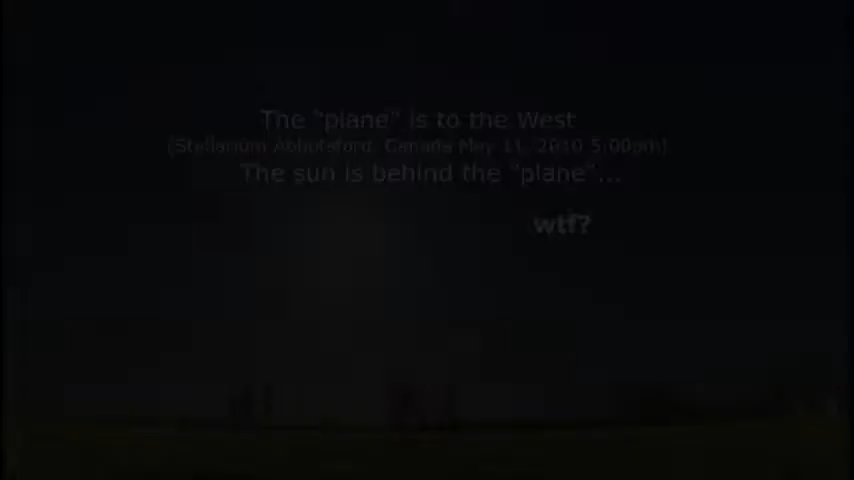 The "plane" is to the West
(Stellarium Abbotsford, Canada May 11, 2010 5:00am)
The sun is behind the "plane"...
wtf?